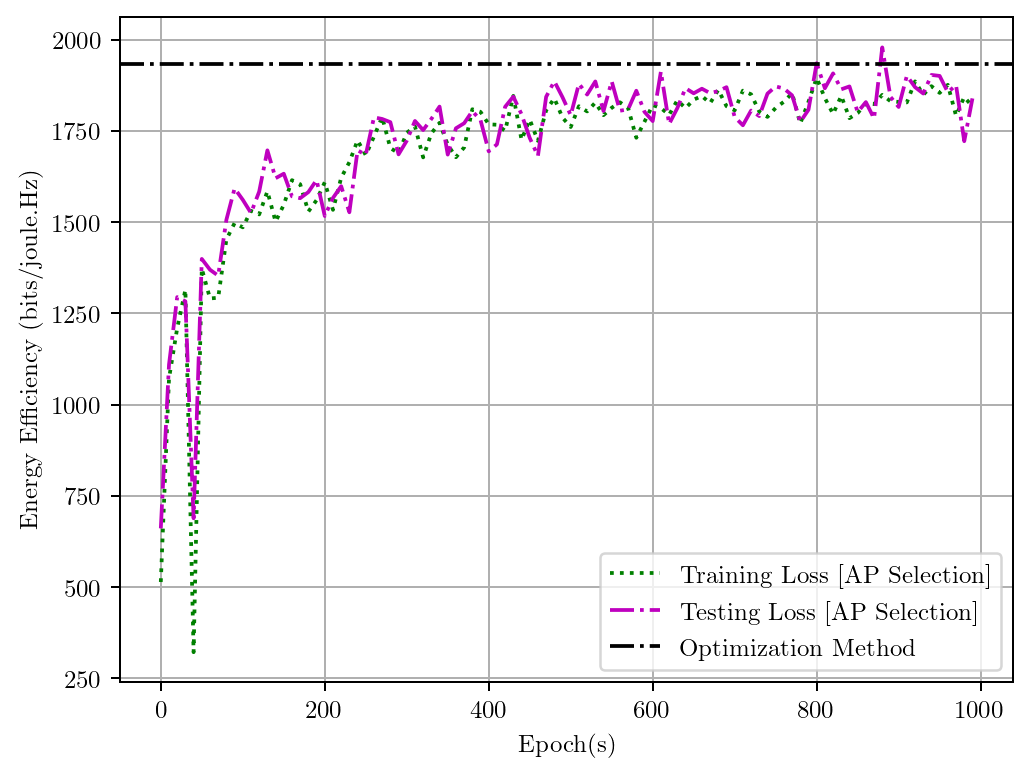 2000
1750
1500
1250
1000
750
500
250
Energy Efficiency (bits/joule.Hz)
Training Loss [AP Selection]
Testing Loss [AP Selection]
Optimization Method
0 200 400 600 800 1000
Epoch(s)